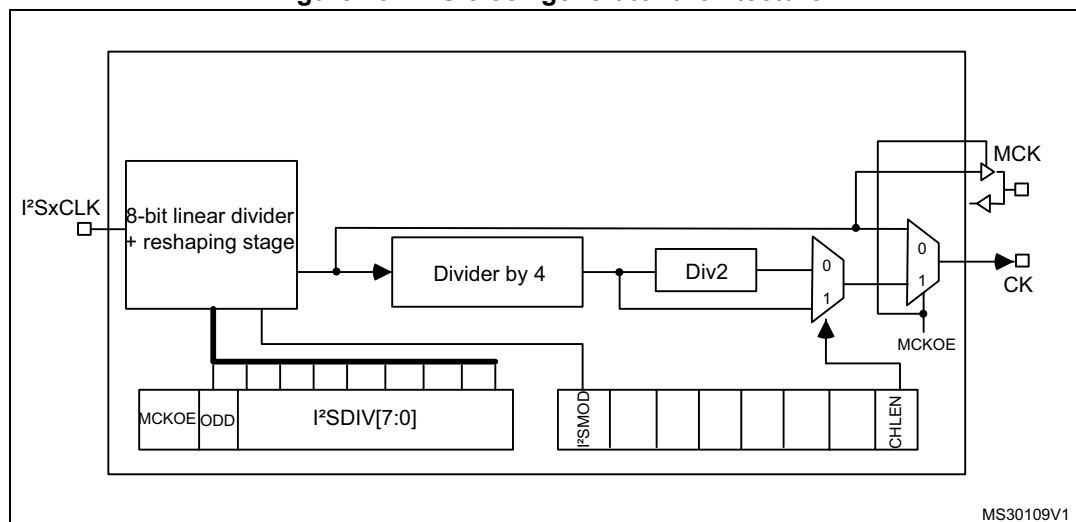 MCK
I²SxCLK
8-bit linear divider
+ reshaping stage
0
Divider by 4
Div2
0
1
1
CK
MCKOE
MCKOE
ODD
I²SDIV[7:0]
I²SMOD
CHLEN
MS30109V1